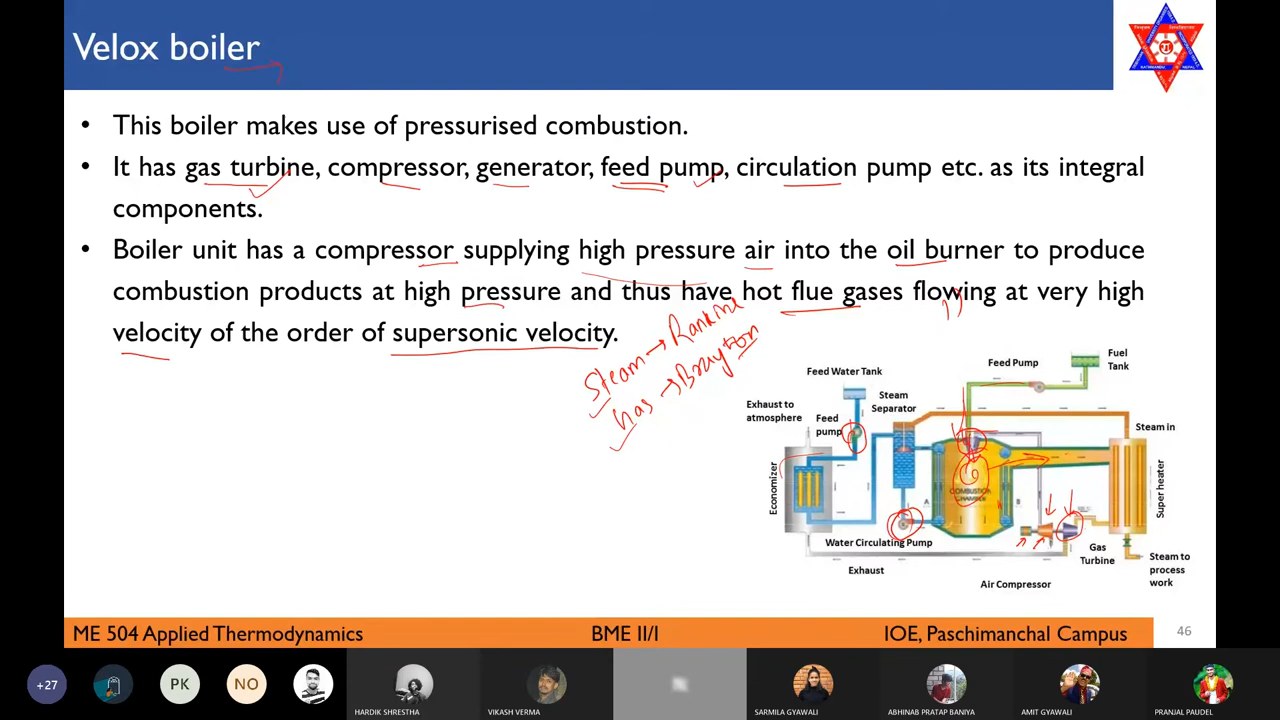 Velox boiler
• This boiler makes use of pressurised combustion.
• It has gas turbine, compressor, generator, feed pump, circulation pump etc. as its integral
components.
• Boiler unit has a compressor supplying high pressure air into the oil burner to produce
combustion products at high pressure and thus have hot flue gases flowing at very high
velocity of the order of supersonic velocity.
Steam → Rankine
has → Brayton
Feed Pump
Fuel
Tank
Feed Water Tank
Steam
Separator
Exhaust to
atmosphere
Feed
pump
Steam in
Economizer
COMBUSTION
CHAMBER
A
B
Super heater
Water Circulating Pump
Gas
Turbine
Exhaust
Air Compressor
Steam to
process
work
ME 504 Applied Thermodynamics
BME II/I
IOE, Paschimanchal Campus
46
+27
PK
NO
HARDIK SHRESTHA
VIKASH VERMA
SARMILA GYAWALI
ABHINAB PRATAP BANIYA
AMIT GYAWALI
PRANJAL PAUDEL